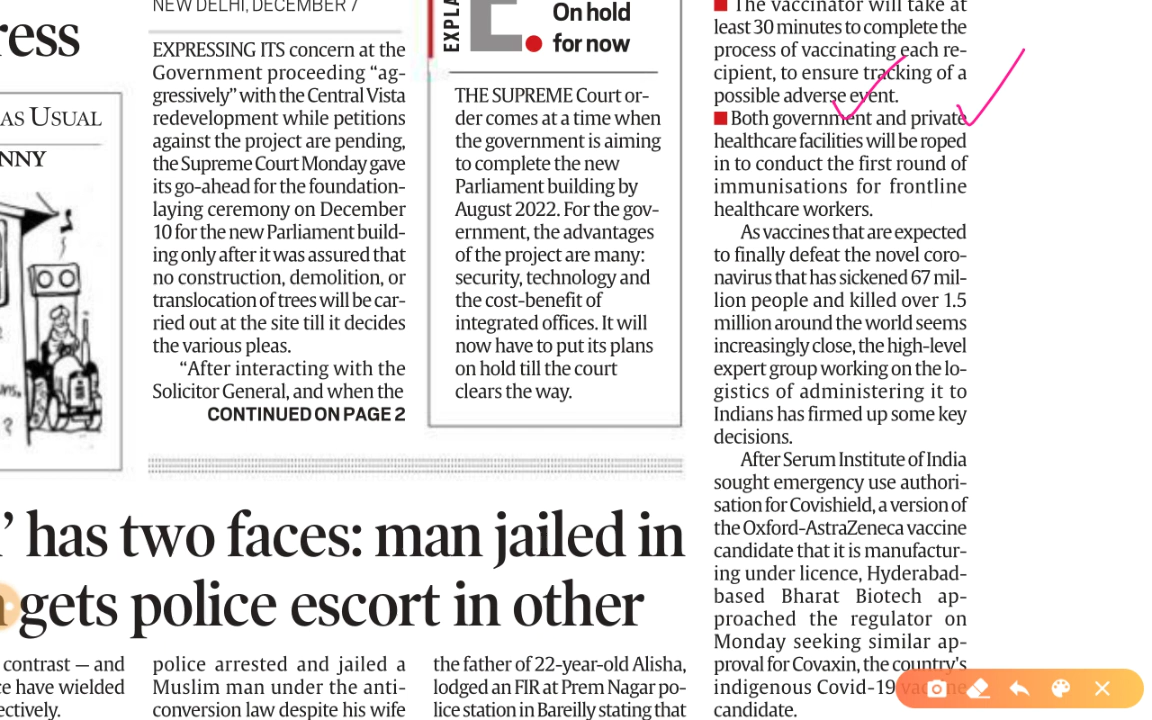 ress
AS USUAL
NNY
?
NEW DELHI, DECEMBER 7
EXPRESSING ITS concern at the
Government proceeding “ag-
gressively” with the Central Vista
redevelopment while petitions
against the project are pending,
the Supreme Court Monday gave
its go-ahead for the foundation-
laying ceremony on December
10 for the new Parliament build-
ing only after it was assured that
no construction, demolition, or
translocation of trees will be car-
ried out at the site till it decides
the various pleas.
“After interacting with the
Solicitor General, and when the
CONTINUED ON PAGE 2
EXPLA
E.
On hold
for now
THE SUPREME Court or-
der comes at a time when
the government is aiming
to complete the new
Parliament building by
August 2022. For the gov-
ernment, the advantages
of the project are many:
security, technology and
the cost-benefit of
integrated offices. It will
now have to put its plans
on hold till the court
clears the way.
The vaccinator will take at
least 30 minutes to complete the
process of vaccinating each re-
cipient, to ensure tracking of a
possible adverse event.
Both government and private
healthcare facilities will be roped
in to conduct the first round of
immunisations for frontline
healthcare workers.
As vaccines that are expected
to finally defeat the novel coro-
navirus that has sickened 67 mil-
lion people and killed over 1.5
million around the world seems
increasingly close, the high-level
expert group working on the lo-
gistics of administering it to
Indians has firmed up some key
decisions.
After Serum Institute of India
sought emergency use authori-
sation for Covishield, a version of
the Oxford-AstraZeneca vaccine
candidate that it is manufactur-
ing under licence, Hyderabad-
based Bharat Biotech ap-
proached the regulator on
Monday seeking similar ap-
proval for Covaxin, the country’s
indigenous Covid-19 vaccine
candidate.
’ has two faces: man jailed in
gets police escort in other
contrast — and
ce have wielded
ectively.
police arrested and jailed a
Muslim man under the anti-
conversion law despite his wife
the father of 22-year-old Alisha,
lodged an FIR at Prem Nagar po-
lice station in Bareilly stating that